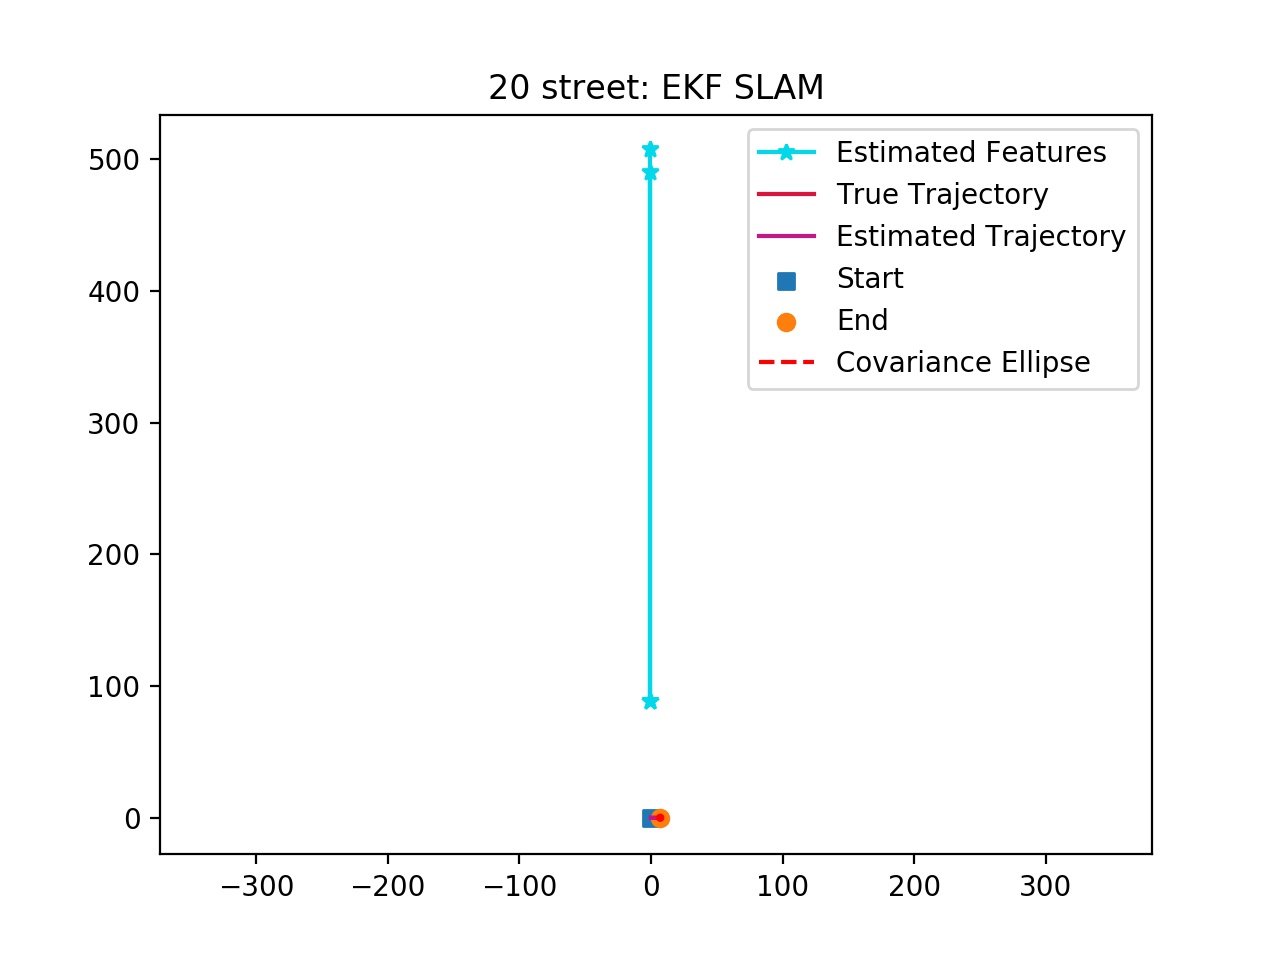 20 street: EKF SLAM
500
400
300
200
100
0
−300 −200 −100 0 100 200 300
Estimated Features
True Trajectory
Estimated Trajectory
Start
End
Covariance Ellipse